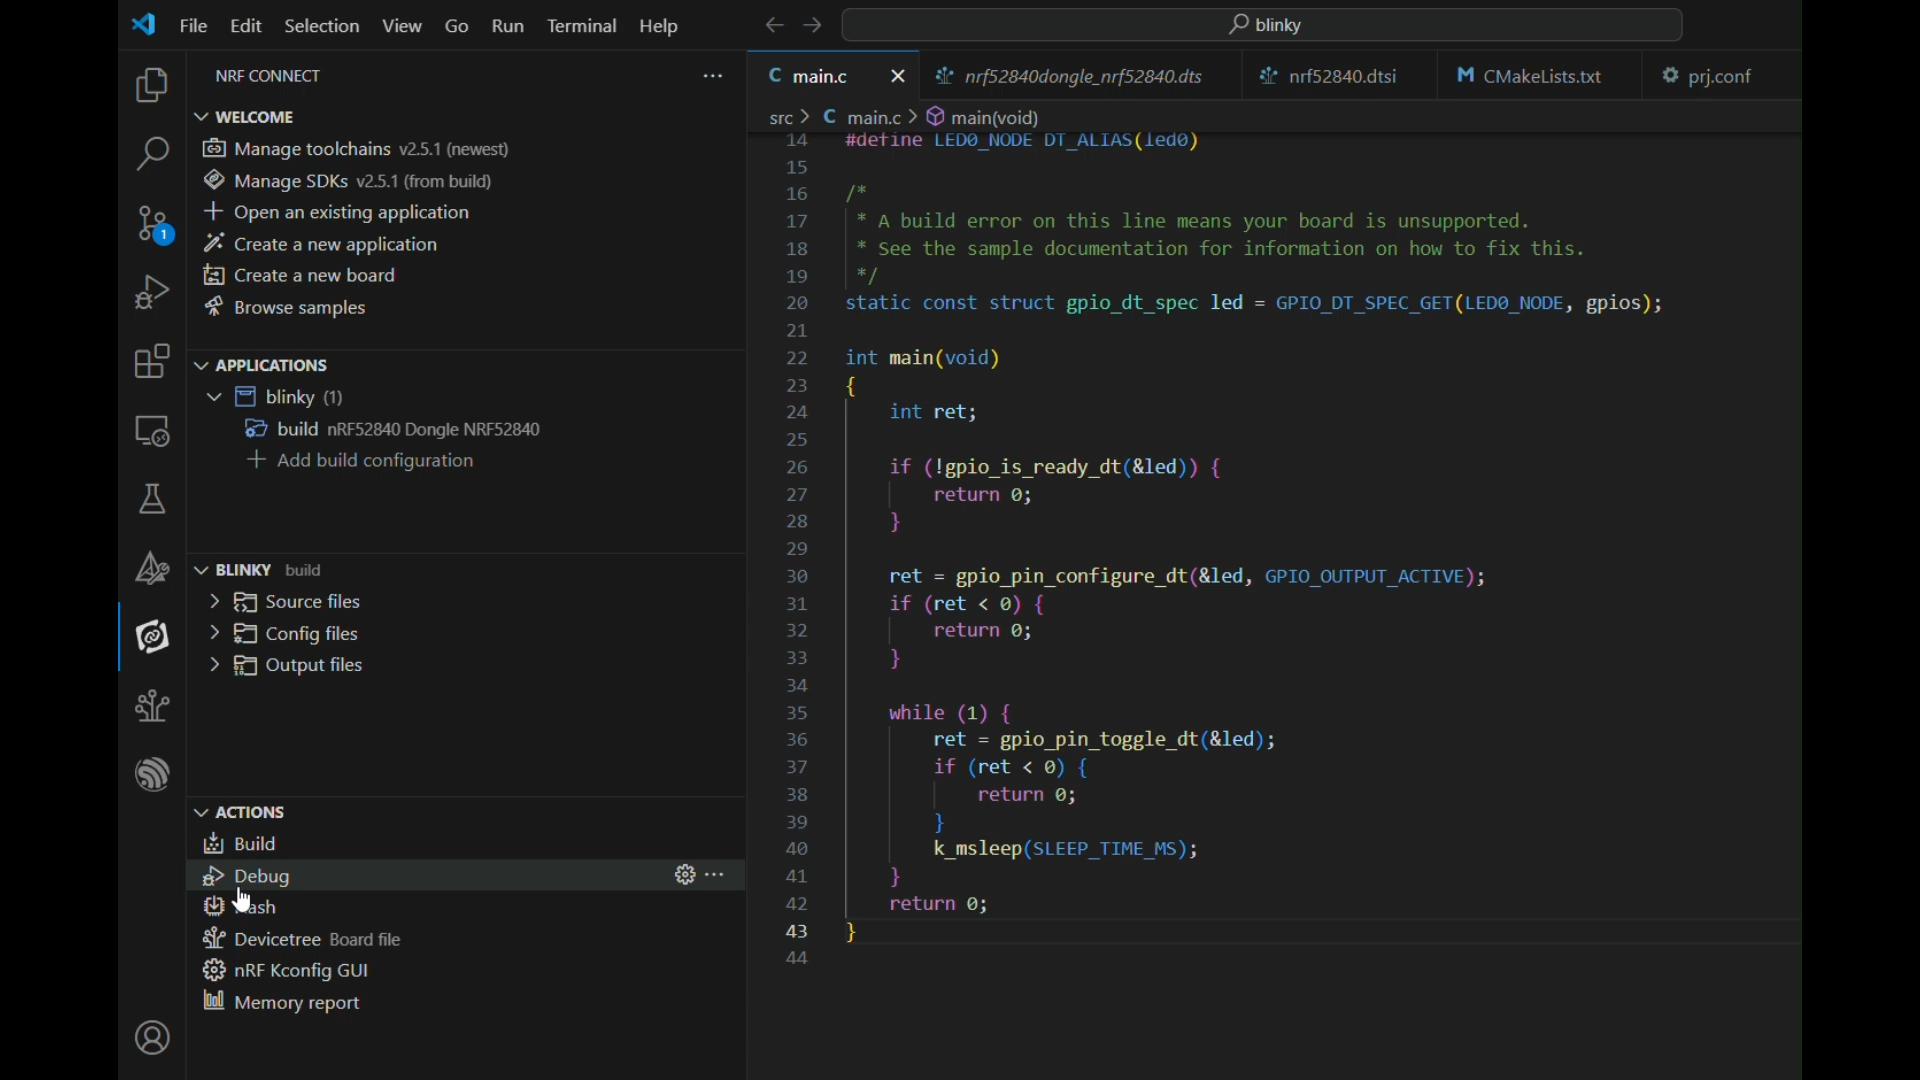 File Edit Selection View Go Run Terminal Help
blinky
NRF CONNECT
WELCOME
Manage toolchains v2.5.1 (newest)
Manage SDKs v2.5.1 (from build)
Open an existing application
Create a new application
Create a new board
Browse samples
APPLICATIONS
blinky (1)
build nRF52840 Dongle NRF52840
Add build configuration
BLINKY build
Source files
Config files
Output files
ACTIONS
Build
Debug
Devicetree Board file
nRF Kconfig GUI
Memory report
1
C main.c nrf52840dongle_nrf52840.dts nrf52840.dtsi M CMakeLists.txt prj.conf
src > C main.c > main(void)
14 #define LED0_NODE DT_ALIAS(led0)
15
16 /*
17 * A build error on this line means your board is unsupported.
18 * See the sample documentation for information on how to fix this.
19 */
20 static const struct gpio_dt_spec led = GPIO_DT_SPEC_GET(LED0_NODE, gpios);
21
22 int main(void)
23 {
24 int ret;
25
26 if (!gpio_is_ready_dt(&led)) {
27 return 0;
28 }
29
30 ret = gpio_pin_configure_dt(&led, GPIO_OUTPUT_ACTIVE);
31 if (ret < 0) {
32 return 0;
33 }
34
35 while (1) {
36 ret = gpio_pin_toggle_dt(&led);
37 if (ret < 0) {
38 return 0;
39 }
40 k_msleep(SLEEP_TIME_MS);
41 }
42 return 0;
43 }
44